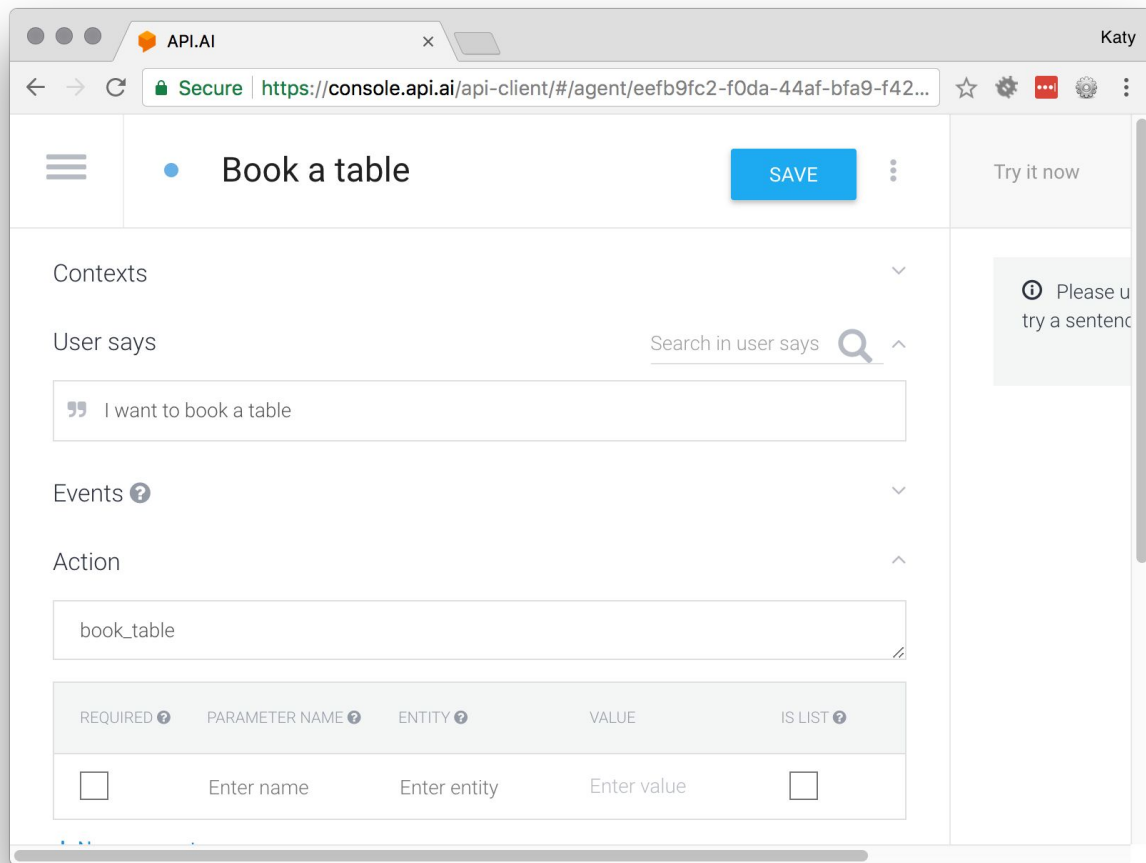 API.AI
Katy
Secure https://console.api.ai/api-client/#/agent/eefb9fc2-f0da-44af-bfa9-f42...
Book a table
SAVE
Try it now
Contexts
Please u
try a sentenc
User says
Search in user says
I want to book a table
Events
Action
book_table
REQUIRED PARAMETER NAME ENTITY VALUE IS LIST
Enter name Enter entity Enter value